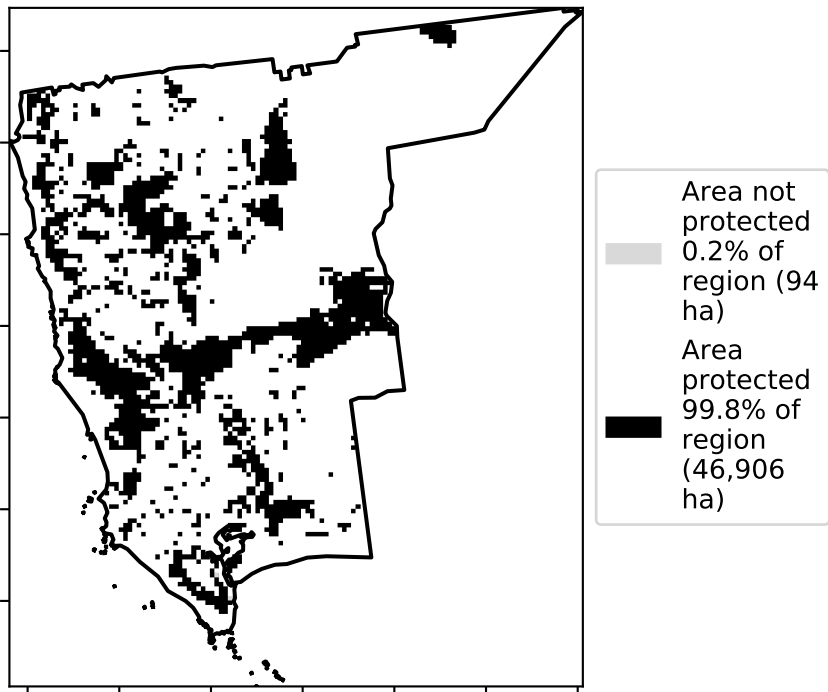 Area not
protected
0.2% of
region (94
ha)
Area
protected
99.8% of
region
(46,906
ha)